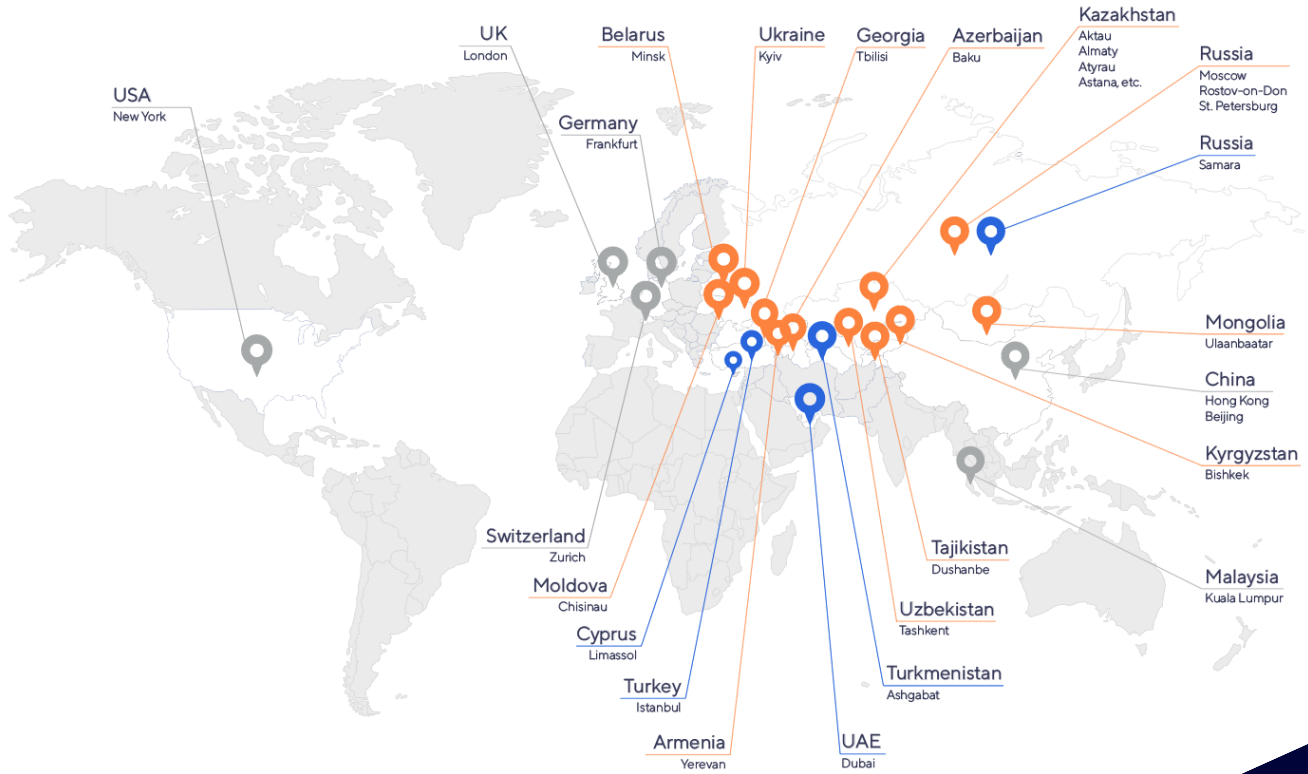 USA
New York
UK
London
Germany
Frankfurt
Belarus
Minsk
Ukraine
Kyiv
Georgia
Tbilisi
Azerbaijan
Baku
Kazakhstan
Aktau
Almaty
Atyrau
Astana, etc.
Russia
Moscow
Rostov-on-Don
St. Petersburg
Russia
Samara
Mongolia
Ulaanbaatar
China
Hong Kong
Beijing
Kyrgyzstan
Bishkek
Malaysia
Kuala Lumpur
Switzerland
Zurich
Moldova
Chisinau
Cyprus
Limassol
Turkey
Istanbul
Armenia
Yerevan
Tajikistan
Dushanbe
Uzbekistan
Tashkent
Turkmenistan
Ashgabat
UAE
Dubai